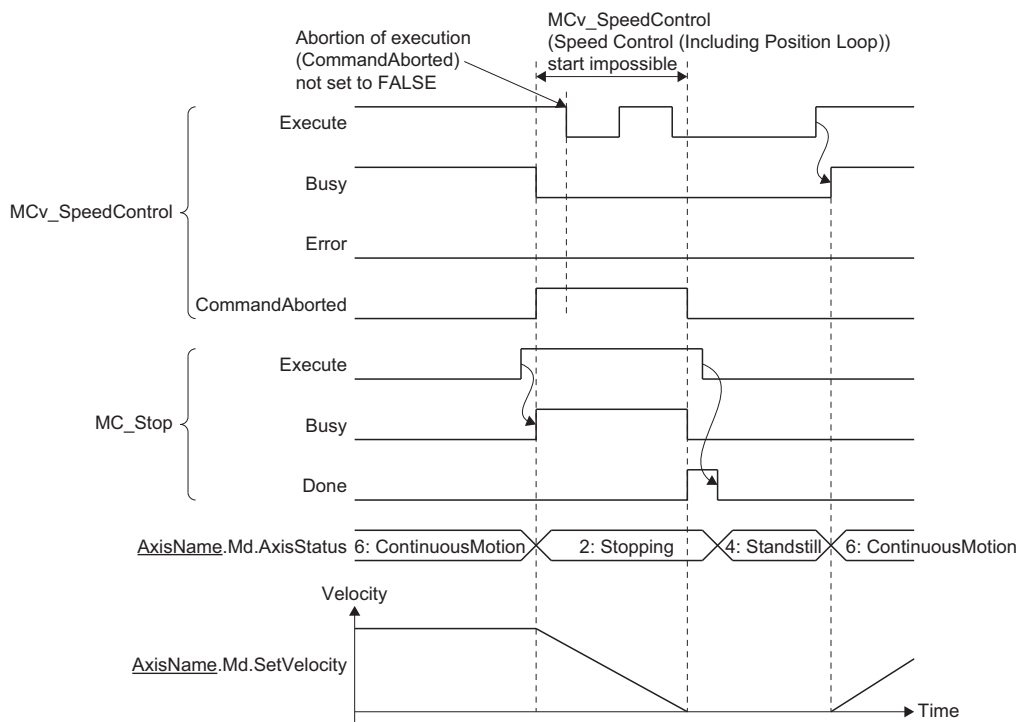 MCv_SpeedControl
(Speed Control (Including Position Loop))
start impossible
Abortion of execution
(CommandAborted)
not set to FALSE
Execute
Busy
MCv_SpeedControl
Error
CommandAborted
Execute
MC_Stop
Busy
Done
AxisName.Md.AxisStatus 6: ContinuousMotion 2: Stopping 4: Standstill 6: ContinuousMotion
Velocity
AxisName.Md.SetVelocity
Time